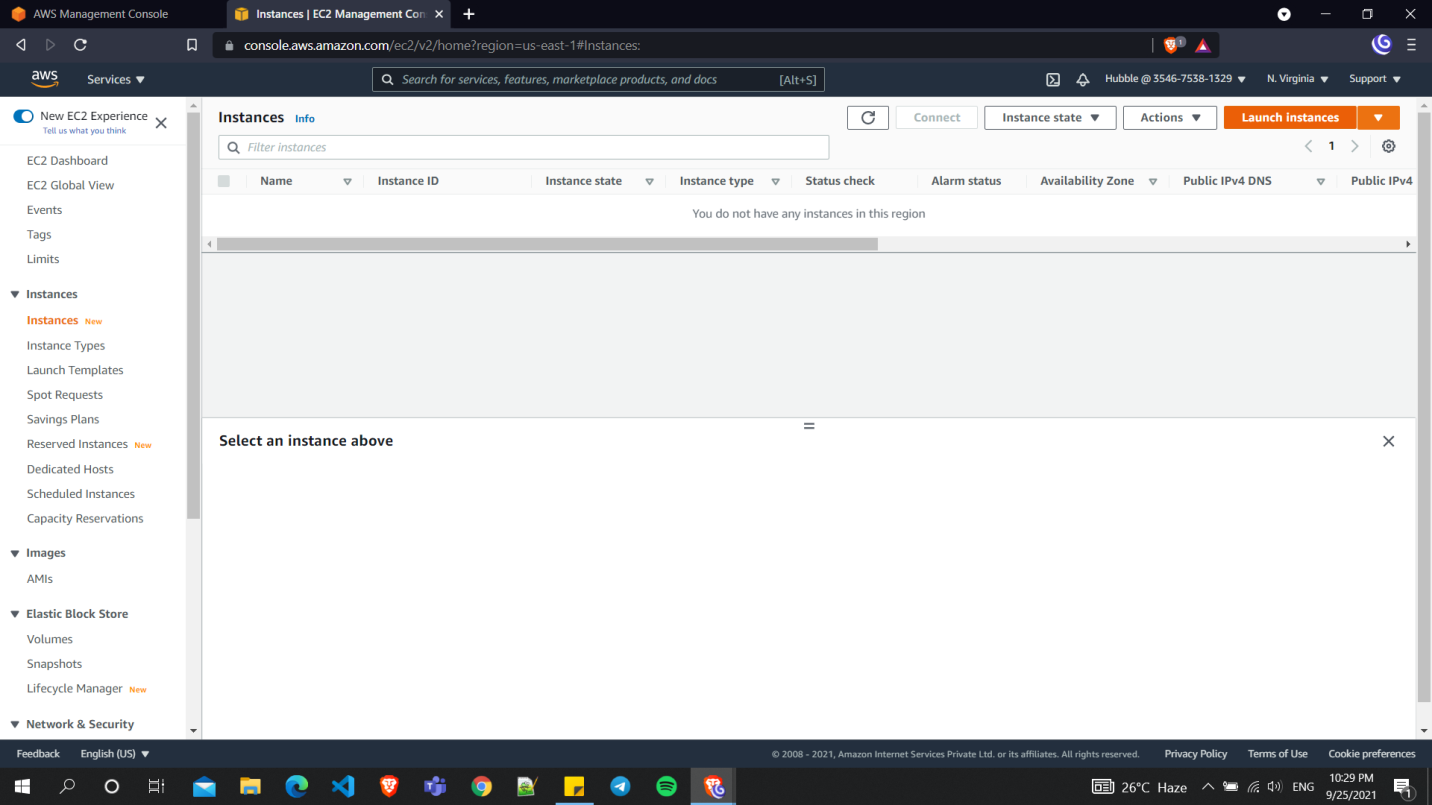 AWS Management Console
Instances | EC2 Management Con
console.aws.amazon.com/ec2/v2/home?region=us-east-1#Instances:
1
aws
Services
Search for services, features, marketplace products, and docs
[Alt+S]
Hubble @ 3546-7538-1329
N. Virginia
Support
New EC2 Experience
Tell us what you think
EC2 Dashboard
EC2 Global View
Events
Tags
Limits
Instances
Instances New
Instance Types
Launch Templates
Spot Requests
Savings Plans
Reserved Instances New
Dedicated Hosts
Scheduled Instances
Capacity Reservations
Images
AMIs
Elastic Block Store
Volumes
Snapshots
Lifecycle Manager New
Network & Security
Instances Info
Connect
Instance state
Actions
Launch instances
Filter instances
1
Name
Instance ID
Instance state
Instance type
Status check
Alarm status
Availability Zone
Public IPv4 DNS
Public IPv4
You do not have any instances in this region
Select an instance above
Feedback
English (US)
© 2008 - 2021, Amazon Internet Services Private Ltd. or its affiliates. All rights reserved.
Privacy Policy
Terms of Use
Cookie preferences
26°C Haze
ENG
10:29 PM
9/25/2021
1